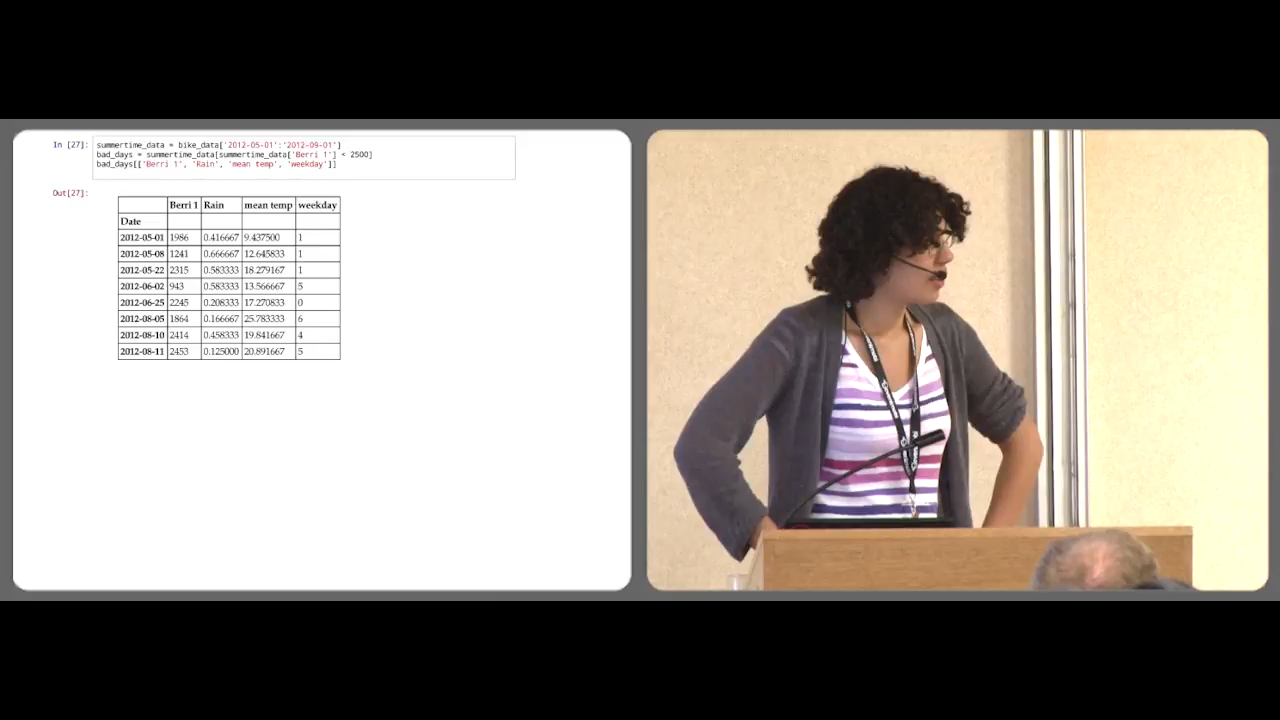 In [27]:
summertime_data = bike_data['2012-05-01':'2012-09-01']
bad_days = summertime_data[summertime_data['Berri 1'] < 2500]
bad_days[['Berri 1', 'Rain', 'mean temp', 'weekday']]
Out[27]:
Berri 1 Rain mean temp weekday
Date
2012-05-01 1986 0.416667 9.437500 1
2012-05-08 1241 0.666667 12.645833 1
2012-05-22 2315 0.583333 18.279167 1
2012-06-02 943 0.583333 13.566667 5
2012-06-25 2245 0.208333 17.270833 0
2012-08-05 1864 0.166667 25.783333 6
2012-08-10 2414 0.458333 19.841667 4
2012-08-11 2453 0.125000 20.891667 5